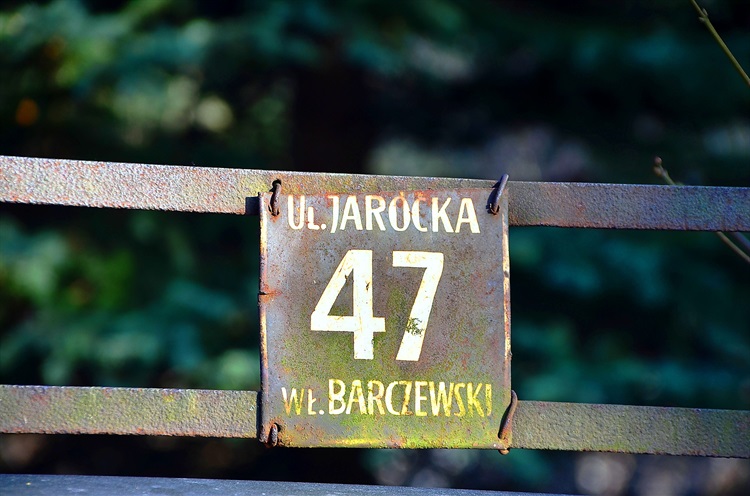 UL. JAROCKA
47
WŁ. BARCZEWSKI